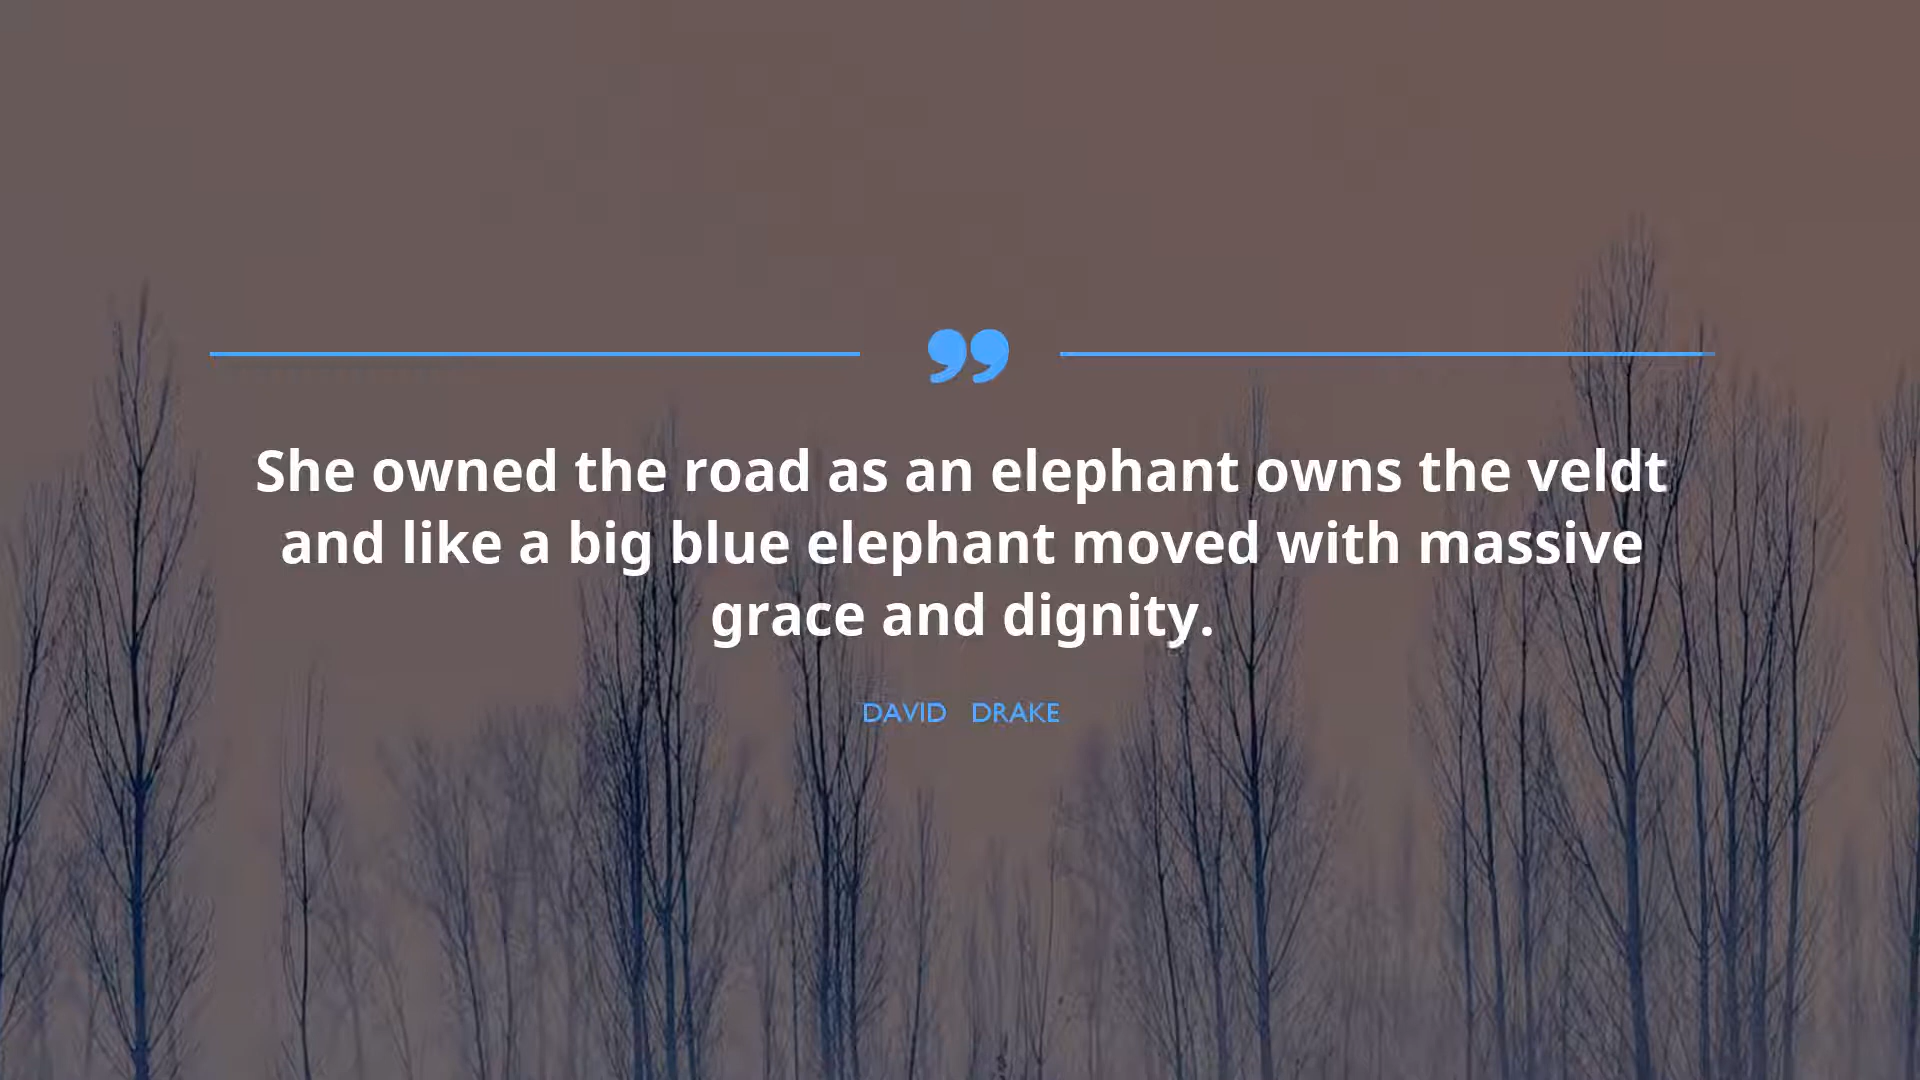 She owned the road as an elephant owns the veldt
and like a big blue elephant moved with massive
grace and dignity.
DAVID DRAKE